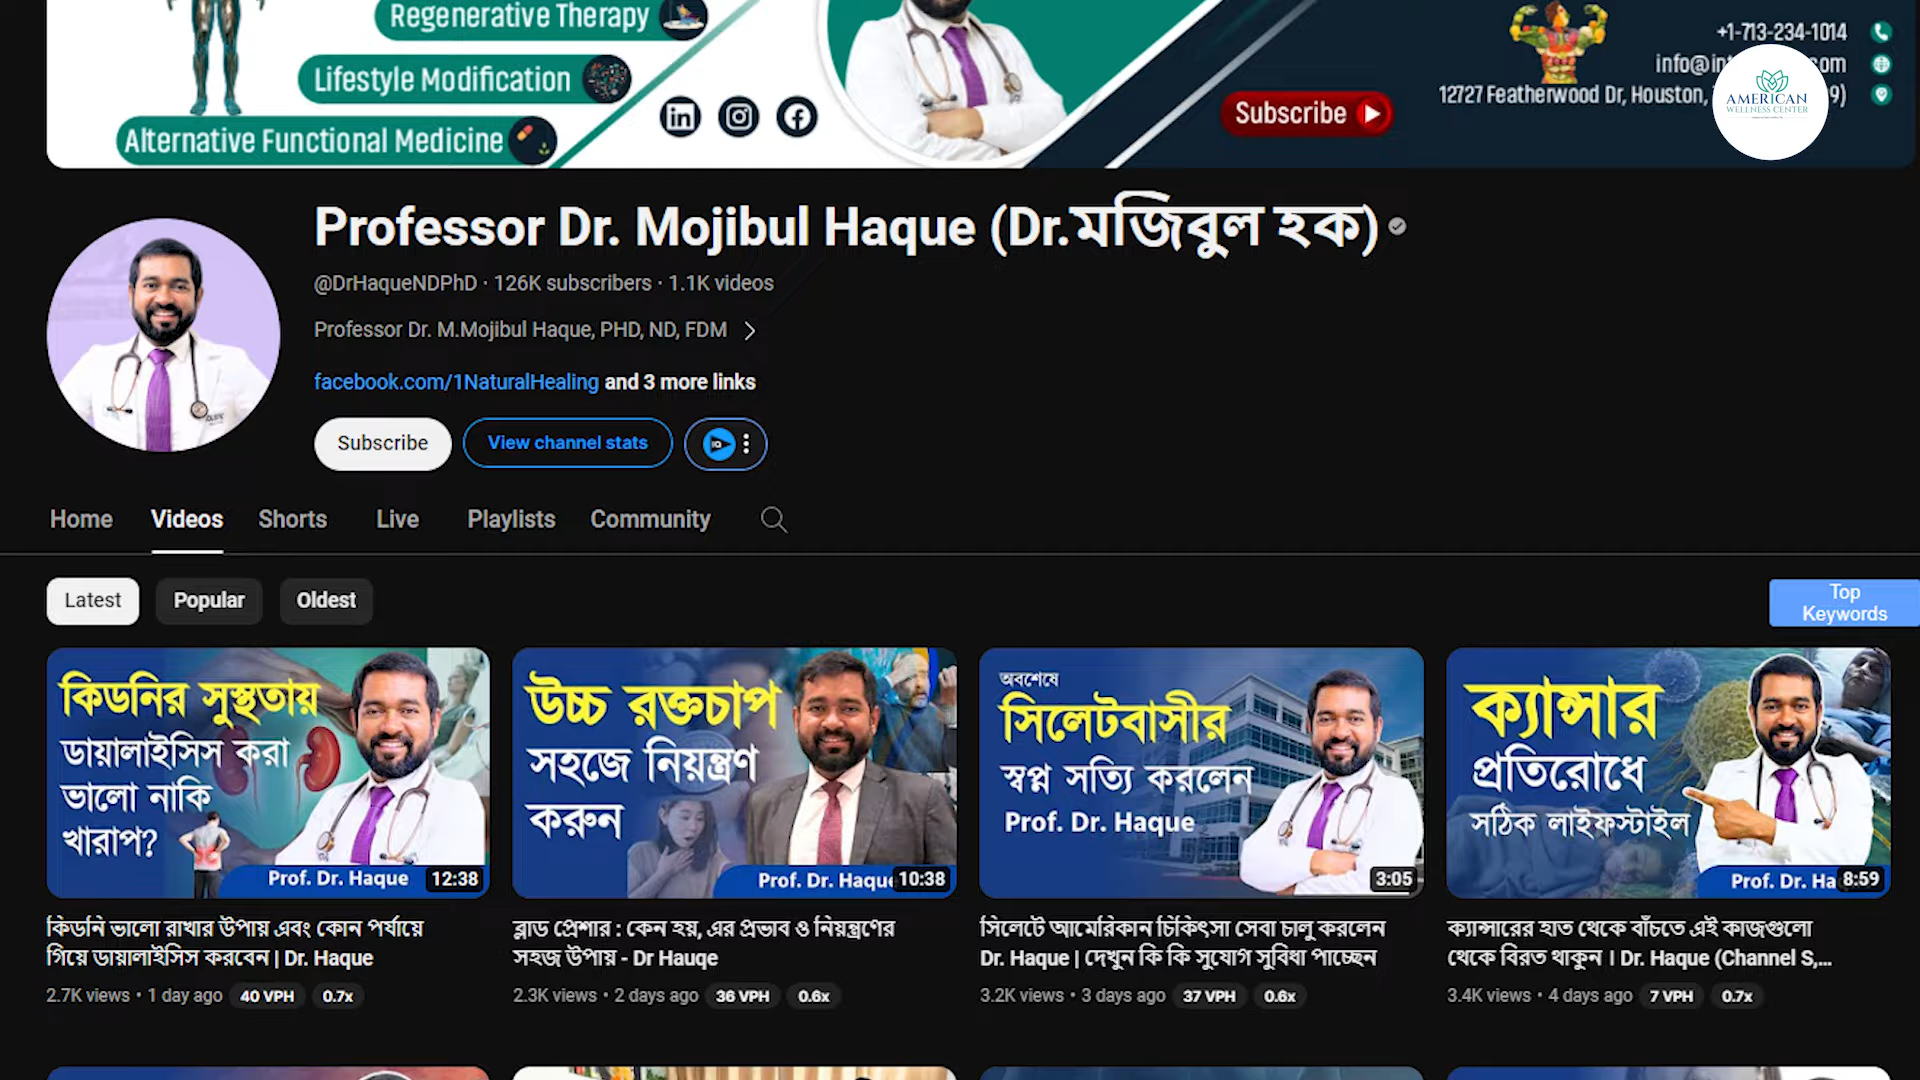 Regenerative Therapy
Lifestyle Modification
Alternative Functional Medicine
Subscribe
+1-713-234-1014
info@in
om
12727 Featherwood Dr, Houston,
9)
AMERICAN
WELLNESS CENTER
Professor Dr. Mojibul Haque (Dr.মজিবুল হক)
@DrHaqueNDPhD · 126K subscribers · 1.1K videos
Professor Dr. M.Mojibul Haque, PHD, ND, FDM
facebook.com/1NaturalHealing and 3 more links
Subscribe
View channel stats
Home Videos Shorts Live Playlists Community
Latest Popular Oldest
Top
Keywords
কিডনির সুস্থতায়
ডায়ালাইসিস করা
ভালো নাকি
খারাপ?
Prof. Dr. Haque
12:38
উচ্চ রক্তচাপ
সহজে নিয়ন্ত্রণ
করুন
Prof. Dr. Haque
10:38
অবশেষে
সিলেটবাসীর
স্বপ্ন সত্যি করলেন
Prof. Dr. Haque
3:05
ক্যান্সার
প্রতিরোধে
সঠিক লাইফস্টাইল
Prof. Dr. Ha
8:59
কিডনি ভালো রাখার উপায় এবং কোন পর্যায়ে
গিয়ে ডায়ালাইসিস করবেন | Dr. Haque
2.7K views • 1 day ago 40 VPH 0.7x
ব্লাড প্রেশার : কেন হয়, এর প্রভাব ও নিয়ন্ত্রণের
সহজ উপায় - Dr Hauqe
2.3K views • 2 days ago 36 VPH 0.6x
সিলেটে আমেরিকান চিকিৎসা সেবা চালু করলেন
Dr. Haque | দেখুন কি কি সুযোগ সুবিধা পাচ্ছেন
3.2K views • 3 days ago 37 VPH 0.6x
ক্যান্সারের হাত থেকে বাঁচতে এই কাজগুলো
থেকে বিরত থাকুন । Dr. Haque (Channel S,...
3.4K views • 4 days ago 7 VPH 0.7x